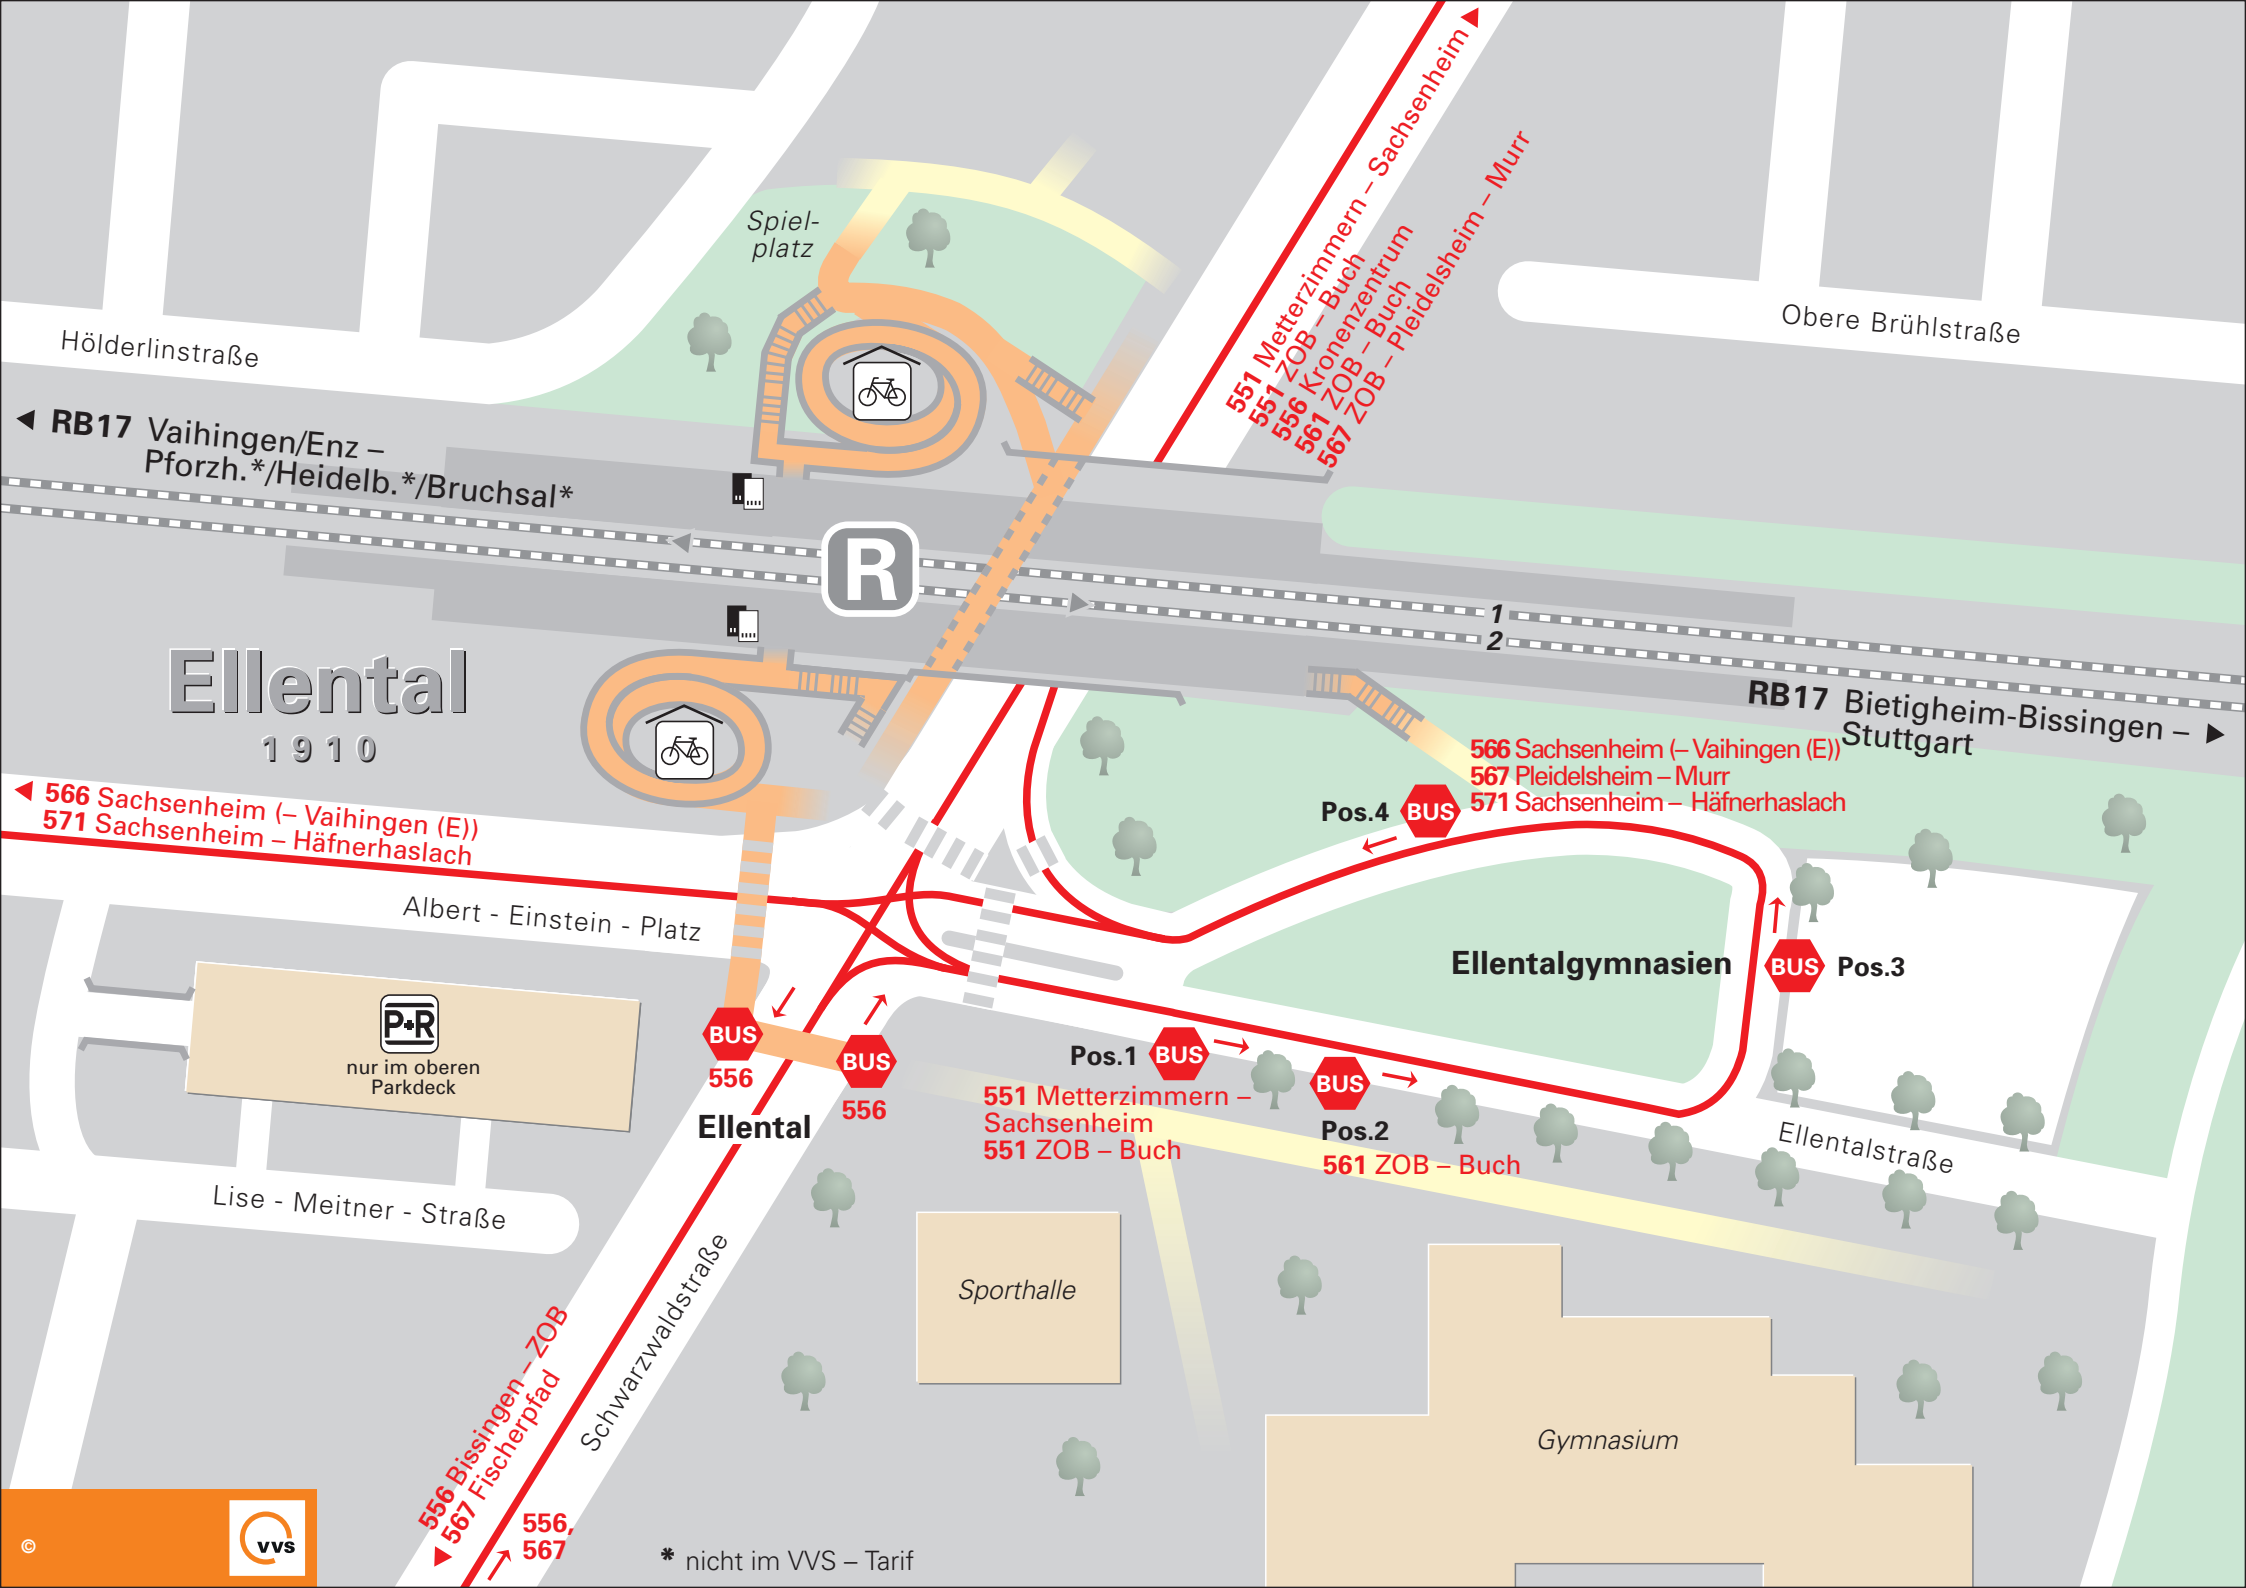 551 Metterzimmern – Sachsenheim
551 ZOB – Buch
556 Kronenzentrum
561 ZOB – Buch
567 ZOB – Pleidelsheim – Murr
Spiel-
platz
Hölderlinstraße
Obere Brühlstraße
RB17 Vaihingen/Enz –
Pforzh.*/Heidelb.*/Bruchsal*
R
1
2
Ellental
1910
RB17 Bietigheim-Bissingen –
Stuttgart
566 Sachsenheim (– Vaihingen (E))
567 Pleidelsheim – Murr
571 Sachsenheim – Häfnerhaslach
Pos.4 BUS
566 Sachsenheim (– Vaihingen (E))
571 Sachsenheim – Häfnerhaslach
Albert - Einstein - Platz
Ellentalgymnasien
BUS Pos.3
P+R
nur im oberen
Parkdeck
BUS
556
BUS
556
Ellental
Pos.1 BUS
551 Metterzimmern –
Sachsenheim
551 ZOB – Buch
BUS
Pos.2
561 ZOB – Buch
Ellentalstraße
Lise - Meitner - Straße
Schwarzwaldstraße
Sporthalle
Gymnasium
556 Bissingen – ZOB
567 Fischerpfad
556,
567
* nicht im VVS – Tarif
©
vvs